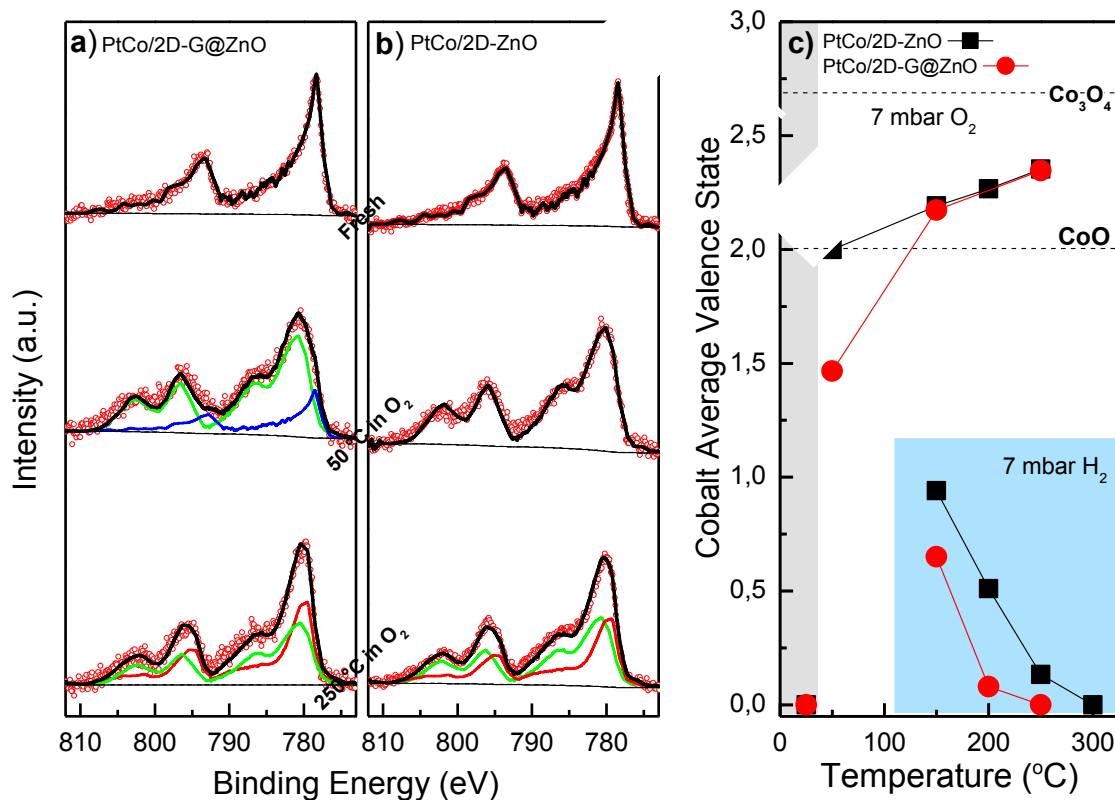 a) PtCo/2D-G@ZnO
b) PtCo/2D-ZnO
Fresh
50 °C in O₂
250 °C in O₂
Intensity (a.u.)
810 800 790 780
810 800 790 780
Binding Energy (eV)
c) PtCo/2D-ZnO
PtCo/2D-G@ZnO
Co₃O₄
7 mbar O₂
CoO
7 mbar H₂
Cobalt Average Valence State
3,0
2,5
2,0
1,5
1,0
0,5
0,0
0 100 200 300
Temperature (°C)